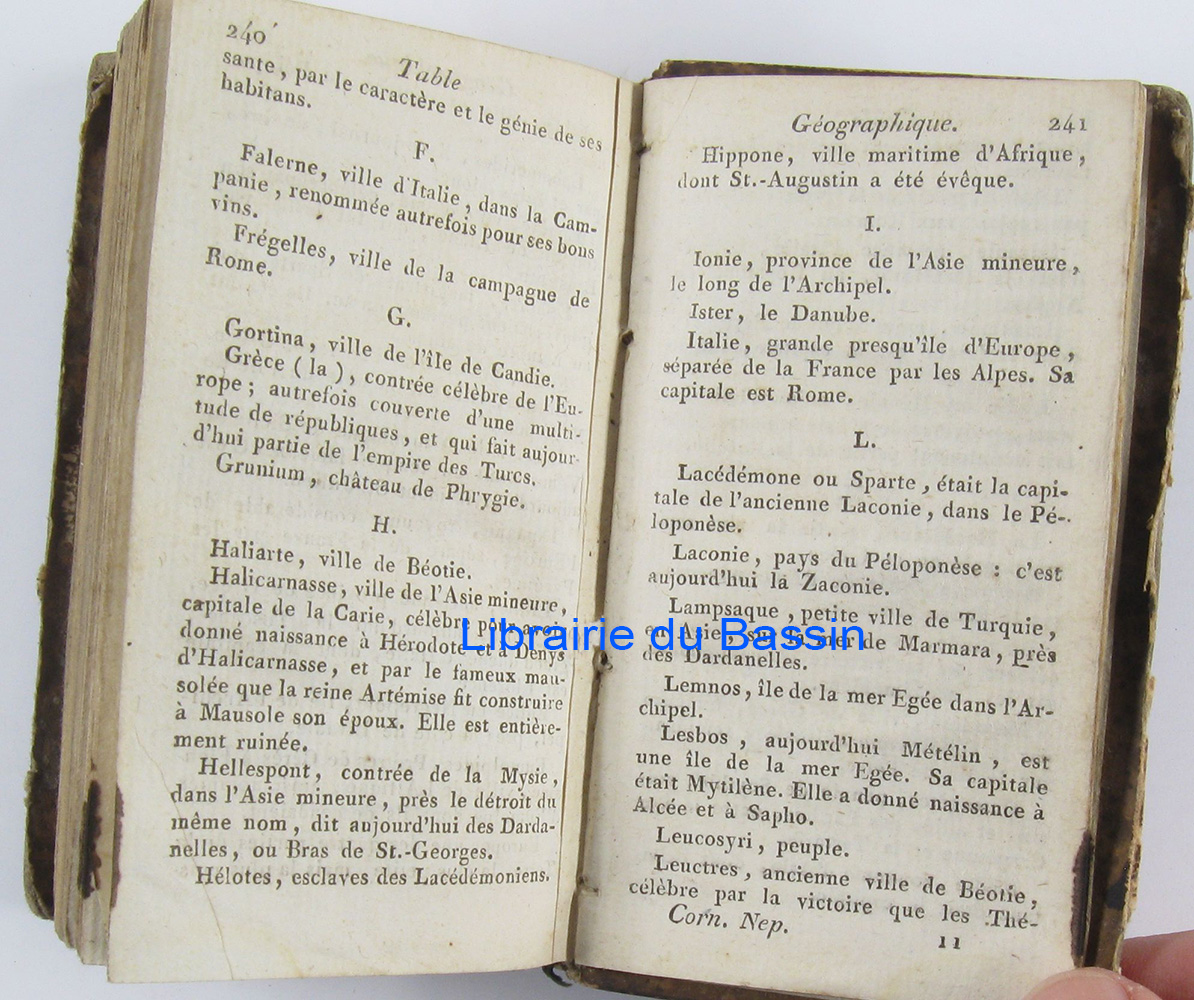 240
Table
sante, par le caractère et le génie de ses
habitans.
F.
Falerne, ville d'Italie, dans la Cam-
panie, renommée autrefois pour ses bons
vins.
Frégelles, ville de la campagne de
Rome.
G.
Gortina, ville de l'île de Candie.
Grèce (la), contrée célèbre de l'Eu-
rope; autrefois couverte d'une multi-
tude de républiques, et qui fait aujour-
d'hui partie de l'empire des Turcs.
Grunium, château de Phrygie.
H.
Haliarte, ville de Béotie.
Halicarnasse, ville de l'Asie mineure,
capitale de la Carie, célèbre pour avoir
donné naissance à Hérodote et à Denys
d'Halicarnasse, et par le fameux mau-
solée que la reine Artémise fit construire
à Mausole son époux. Elle est entière-
ment ruinée.
Hellespont, contrée de la Mysie,
dans l'Asie mineure, près le détroit du
même nom, dit aujourd'hui des Darda-
nelles, ou Bras de St.-Georges.
Hélotes, esclaves des Lacédémoniens.
Géographique. 241
Hippone, ville maritime d'Afrique,
dont St.-Augustin a été évêque.
I.
Ionie, province de l'Asie mineure,
le long de l'Archipel.
Ister, le Danube.
Italie, grande presqu'île d'Europe,
séparée de la France par les Alpes. Sa
capitale est Rome.
L.
Lacédémone ou Sparte, était la capi-
tale de l'ancienne Laconie, dans le Pé-
loponèse.
Laconie, pays du Péloponèse : c'est
aujourd'hui la Zaconie.
Lampsaque, petite ville de Turquie,
en Asie, sur la mer de Marmara, près
des Dardanelles.
Lemnos, île de la mer Egée dans l'Ar-
chipel.
Lesbos, aujourd'hui Mételin, est
une île de la mer Egée. Sa capitale
était Mytilène. Elle a donné naissance à
Alcée et à Sapho.
Leucosyri, peuple.
Leuctres, ancienne ville de Béotie,
célèbre par la victoire que les Thé-
Corn. Nep. 11
Librairie du Bassin